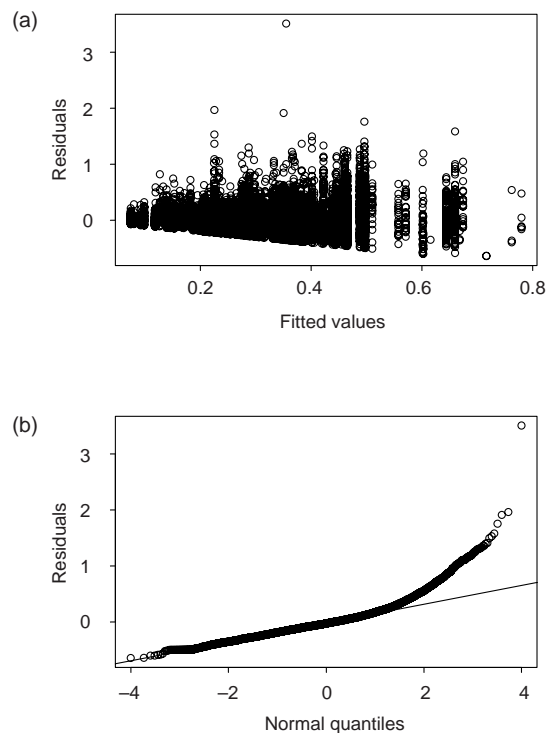 (a)
3
2
1
0
Residuals
0.2 0.4 0.6 0.8
Fitted values
(b)
3
2
1
0
Residuals
–4 –2 0 2 4
Normal quantiles